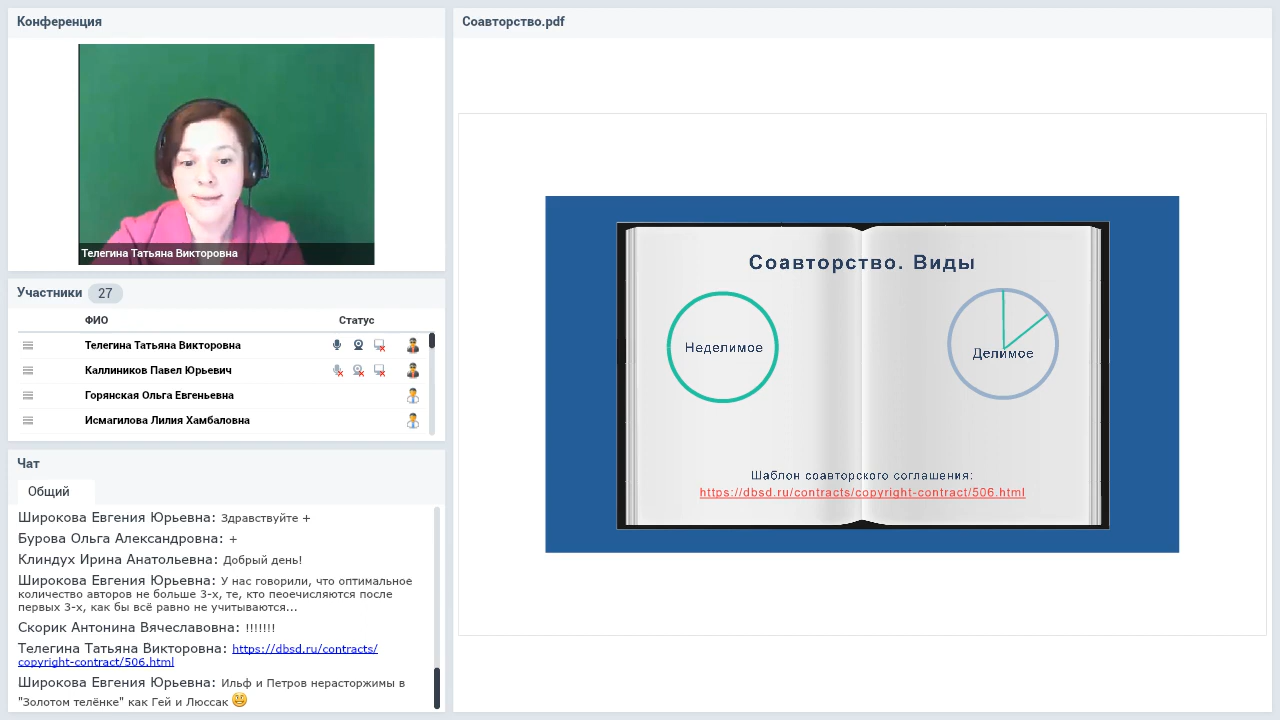 Конференция
Телегина Татьяна Викторовна
Участники 27
ФИО Статус
Телегина Татьяна Викторовна
Каллиников Павел Юрьевич
Горянская Ольга Евгеньевна
Исмагилова Лилия Хамбаловна
Чат
Общий
Широкова Евгения Юрьевна: Здравствуйте +
Бурова Ольга Александровна: +
Клиндух Ирина Анатольевна: Добрый день!
Широкова Евгения Юрьевна: У нас говорили, что оптимальное
количество авторов не больше 3-х, те, кто пеоечисляются после
первых 3-х, как бы всё равно не учитываются...
Скорик Антонина Вячеславовна: !!!!!!!
Телегина Татьяна Викторовна: https://dbsd.ru/contracts/
copyright-contract/506.html
Широкова Евгения Юрьевна: Ильф и Петров нерасторжимы в
"Золотом телёнке" как Гей и Люссак
Соавторство.pdf
Соавторство. Виды
Неделимое
Делимое
Шаблон соавторского соглашения:
https://dbsd.ru/contracts/copyright-contract/506.html